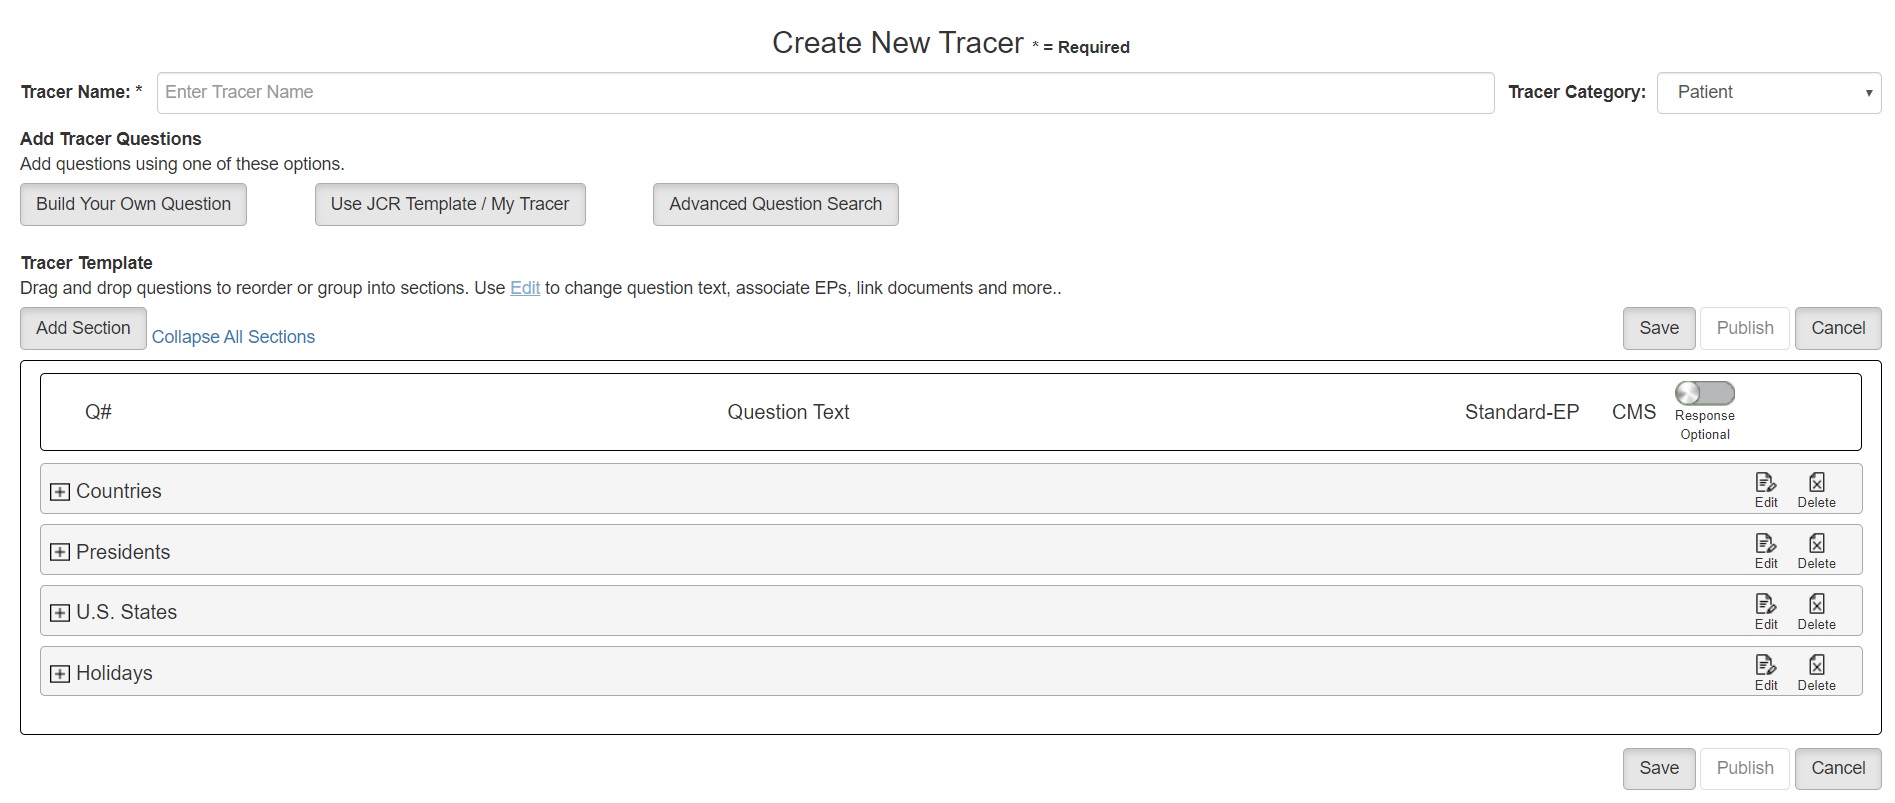 Create New Tracer * = Required
Tracer Name: * Enter Tracer Name Tracer Category: Patient
Add Tracer Questions
Add questions using one of these options.
Build Your Own Question Use JCR Template / My Tracer Advanced Question Search
Tracer Template
Drag and drop questions to reorder or group into sections. Use Edit to change question text, associate EPs, link documents and more..
Add Section Collapse All Sections Save Publish Cancel
Q# Question Text Standard-EP CMS Response
Optional
Countries Edit Delete
Presidents Edit Delete
U.S. States Edit Delete
Holidays Edit Delete
Save Publish Cancel